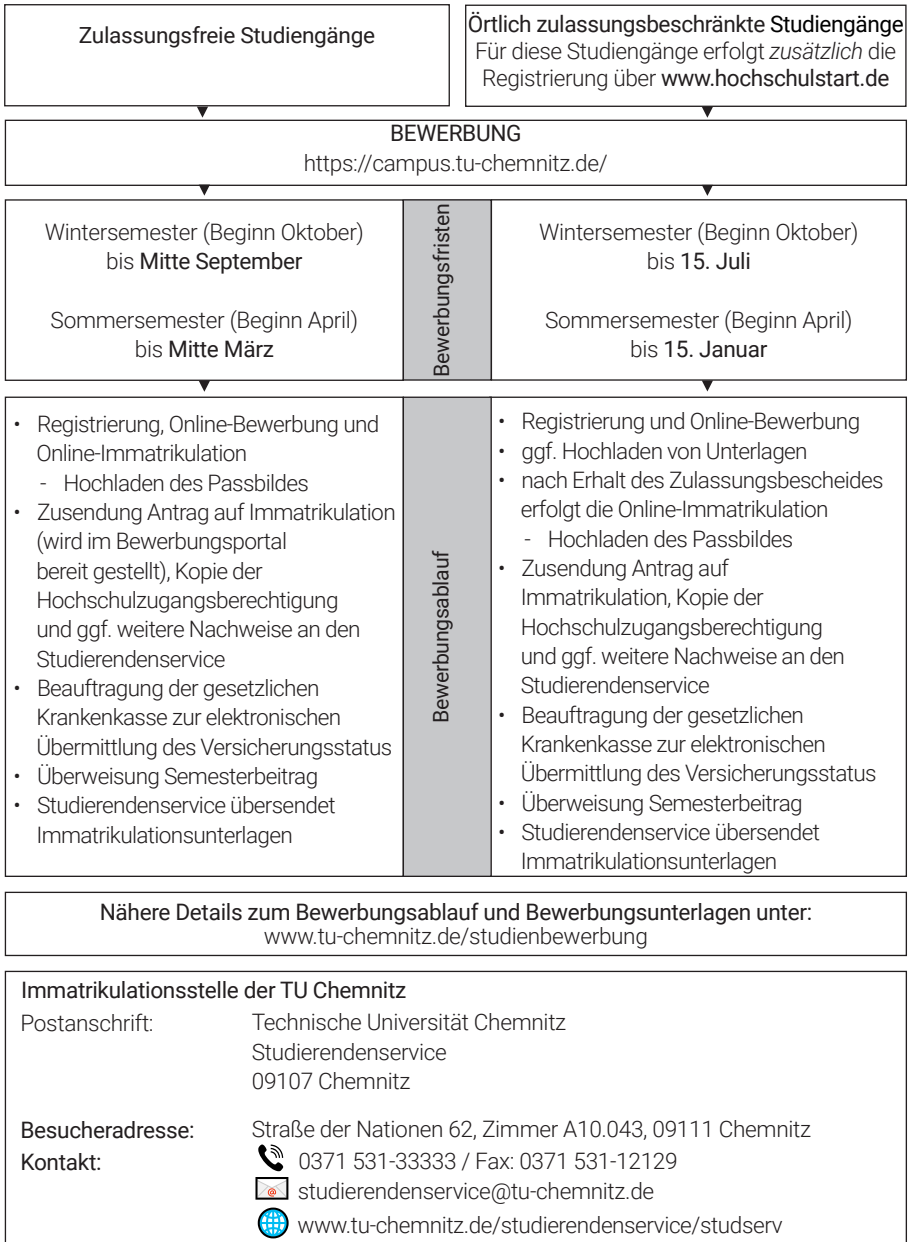 Zulassungsfreie Studiengänge
Örtlich zulassungsbeschränkte Studiengänge
Für diese Studiengänge erfolgt zusätzlich die
Registrierung über www.hochschulstart.de
BEWERBUNG
https://campus.tu-chemnitz.de/
Wintersemester (Beginn Oktober)
bis Mitte September
Sommersemester (Beginn April)
bis Mitte März
Bewerbungsfristen
Wintersemester (Beginn Oktober)
bis 15. Juli
Sommersemester (Beginn April)
bis 15. Januar
• Registrierung, Online-Bewerbung und
Online-Immatrikulation
- Hochladen des Passbildes
• Zusendung Antrag auf Immatrikulation
(wird im Bewerbungsportal
bereit gestellt), Kopie der
Hochschulzugangsberechtigung
und ggf. weitere Nachweise an den
Studierendenservice
• Beauftragung der gesetzlichen
Krankenkasse zur elektronischen
Übermittlung des Versicherungsstatus
• Überweisung Semesterbeitrag
• Studierendenservice übersendet
Immatrikulationsunterlagen
Bewerbungsablauf
• Registrierung und Online-Bewerbung
• ggf. Hochladen von Unterlagen
• nach Erhalt des Zulassungsbescheides
erfolgt die Online-Immatrikulation
- Hochladen des Passbildes
• Zusendung Antrag auf
Immatrikulation, Kopie der
Hochschulzugangsberechtigung
und ggf. weitere Nachweise an den
Studierendenservice
• Beauftragung der gesetzlichen
Krankenkasse zur elektronischen
Übermittlung des Versicherungsstatus
• Überweisung Semesterbeitrag
• Studierendenservice übersendet
Immatrikulationsunterlagen
Nähere Details zum Bewerbungsablauf und Bewerbungsunterlagen unter:
www.tu-chemnitz.de/studienbewerbung
Immatrikulationsstelle der TU Chemnitz
Postanschrift: Technische Universität Chemnitz
Studierendenservice
09107 Chemnitz
Besucheradresse: Straße der Nationen 62, Zimmer A10.043, 09111 Chemnitz
Kontakt: 0371 531-33333 / Fax: 0371 531-12129
@ studierendenservice@tu-chemnitz.de
www.tu-chemnitz.de/studierendenservice/studserv